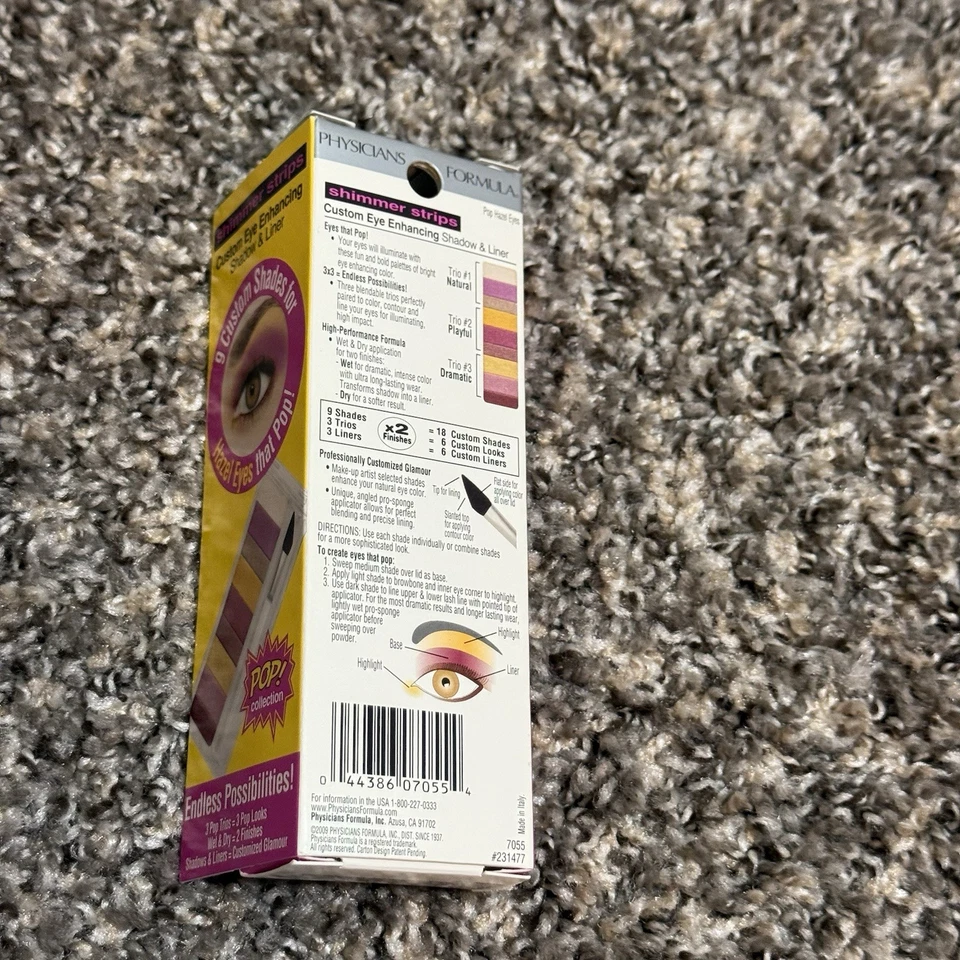 shimmer strips
Custom Eye Enhancing
Shadow & Liner
9 Custom Shades for
Hazel Eyes that Pop!
POP!
collection
Endless Possibilities!
3 Pop Trios = 3 Pop Looks
Wet & Dry = 2 Finishes
Shadows & Liners = Customized Glamour
PHYSICIANS FORMULA.
shimmer strips
Pop Hazel Eyes
Custom Eye Enhancing Shadow & Liner
Eyes that Pop!
• Your eyes will illuminate with
these fun and bold palettes of bright
eye enhancing color.
3x3 = Endless Possibilities!
• Three blendable trios perfectly
paired to color, contour and
line your eyes for illuminating,
high impact.
High-Performance Formula
• Wet & Dry application
for two finishes:
- Wet for dramatic, intense color
with ultra long-lasting wear.
Transforms shadow into a liner.
- Dry for a softer result.
Trio #1
Natural
Trio #2
Playful
Trio #3
Dramatic
9 Shades
3 Trios
3 Liners
x2
Finishes
= 18 Custom Shades
= 6 Custom Looks
= 6 Custom Liners
Professionally Customized Glamour
• Make-up artist selected shades
enhance your natural eye color.
• Unique, angled pro-sponge
applicator allows for perfect
blending and precise lining.
Tip for lining
Flat side for
applying color
all over lid
Slanted top
for applying
contour color
DIRECTIONS: Use each shade individually or combine shades
for a more sophisticated look.
To create eyes that pop:
1. Sweep medium shade over lid as base.
2. Apply light shade to browbone and inner eye corner to highlight.
3. Use dark shade to line upper & lower lash line with pointed tip of
applicator. For the most dramatic results and longer lasting wear,
lightly wet pro-sponge
applicator before
sweeping over
powder.
Highlight
Base
Highlight
Liner
0 44386 07055 4
For information in the USA 1-800-227-0333
www.PhysiciansFormula.com
Physicians Formula, Inc. Azusa, CA 91702
©2009 PHYSICIANS FORMULA, INC. DIST. SINCE 1937.
Physicians Formula is a registered trademark.
All rights reserved. Carton Design Patent Pending.
Made in Italy.
7055
#231477